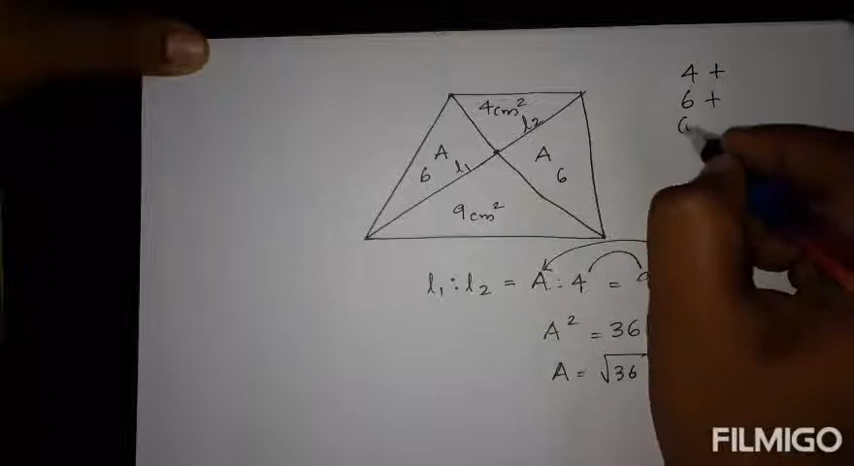 4 +
6 +
4cm²
l₂
A
A
l₁
6
6
9cm²
l₁ : l₂ = A : 4 =
A² = 36
A = √36
FILMIGO